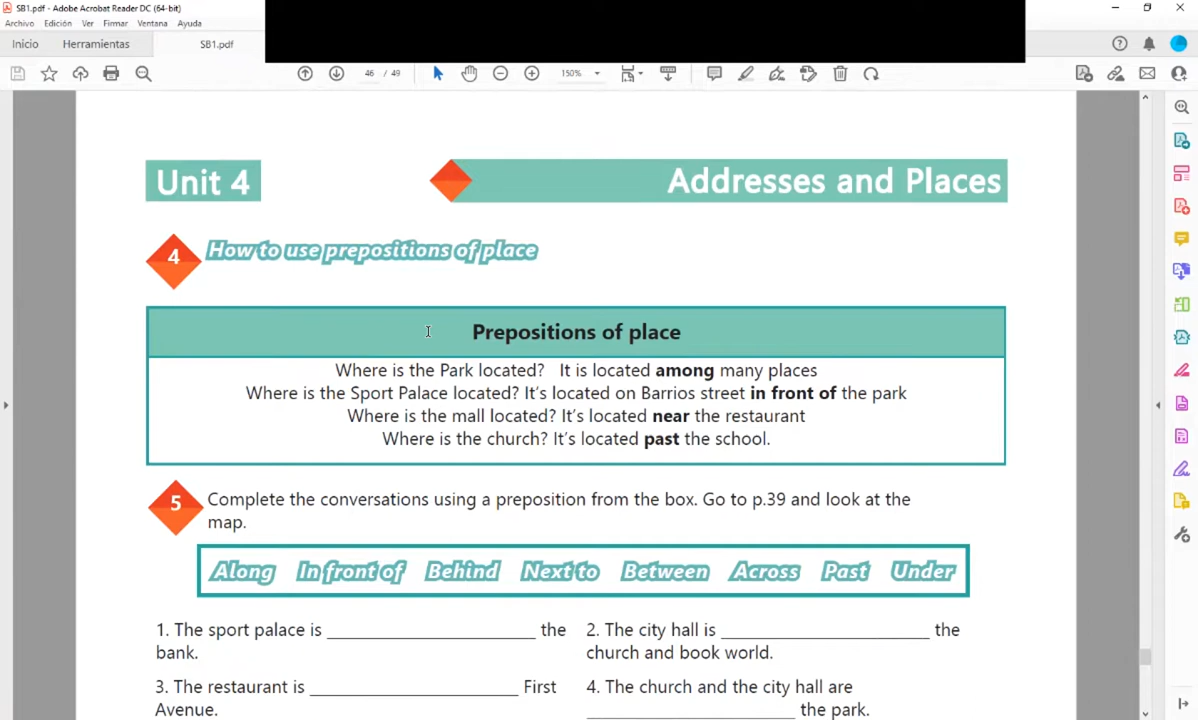 SB1.pdf - Adobe Acrobat Reader DC (64-bit)
Archivo Edición Ver Firmar Ventana Ayuda
Inicio Herramientas SB1.pdf
46 / 49 150%
Unit 4 Addresses and Places
4 How to use prepositions of place
Prepositions of place
Where is the Park located? It is located among many places
Where is the Sport Palace located? It's located on Barrios street in front of the park
Where is the mall located? It's located near the restaurant
Where is the church? It's located past the school.
5 Complete the conversations using a preposition from the box. Go to p.39 and look at the
map.
Along In front of Behind Next to Between Across Past Under
1. The sport palace is ____________________ the
bank.
2. The city hall is ____________________ the
church and book world.
3. The restaurant is ____________________ First
Avenue.
4. The church and the city hall are
____________________ the park.